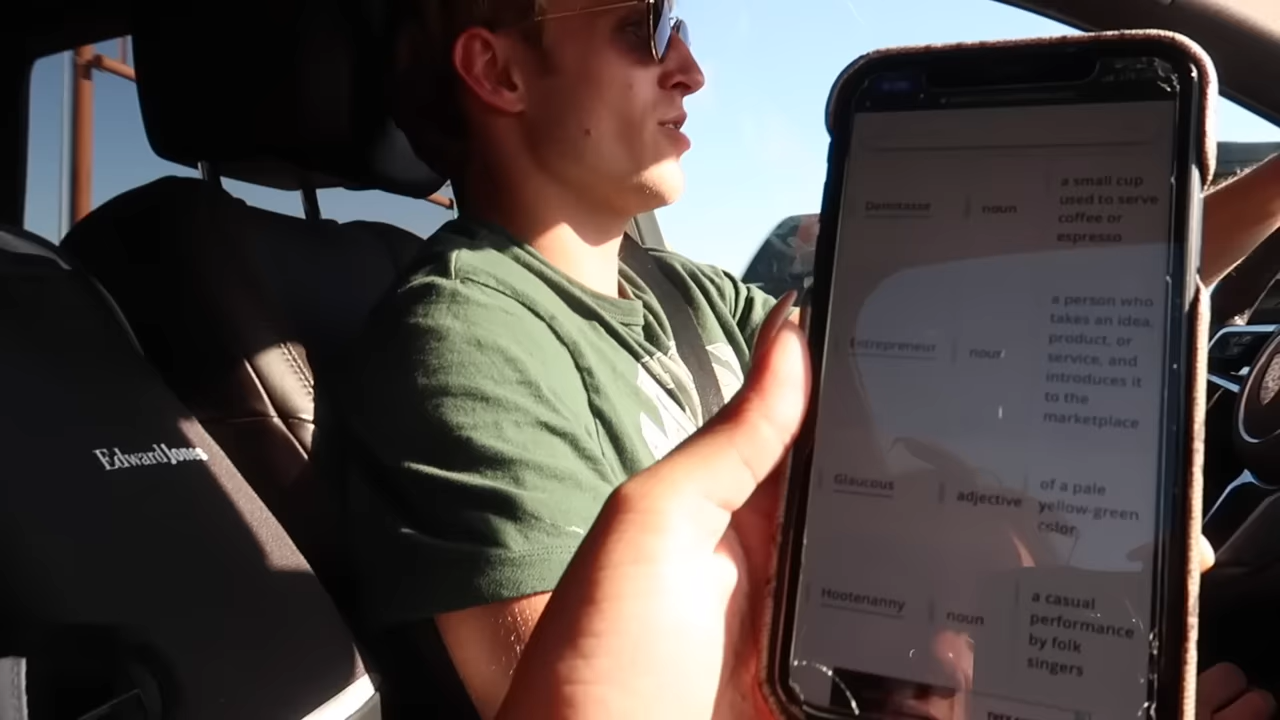 EdwardJones
Demitasse
noun
a small cup
used to serve
coffee or
espresso
Entrepreneur
noun
a person who
takes an idea,
product, or
service, and
introduces it
to the
marketplace
Glaucous
adjective
of a pale
yellow-green
color
Hootenanny
noun
a casual
performance
by folk
singers